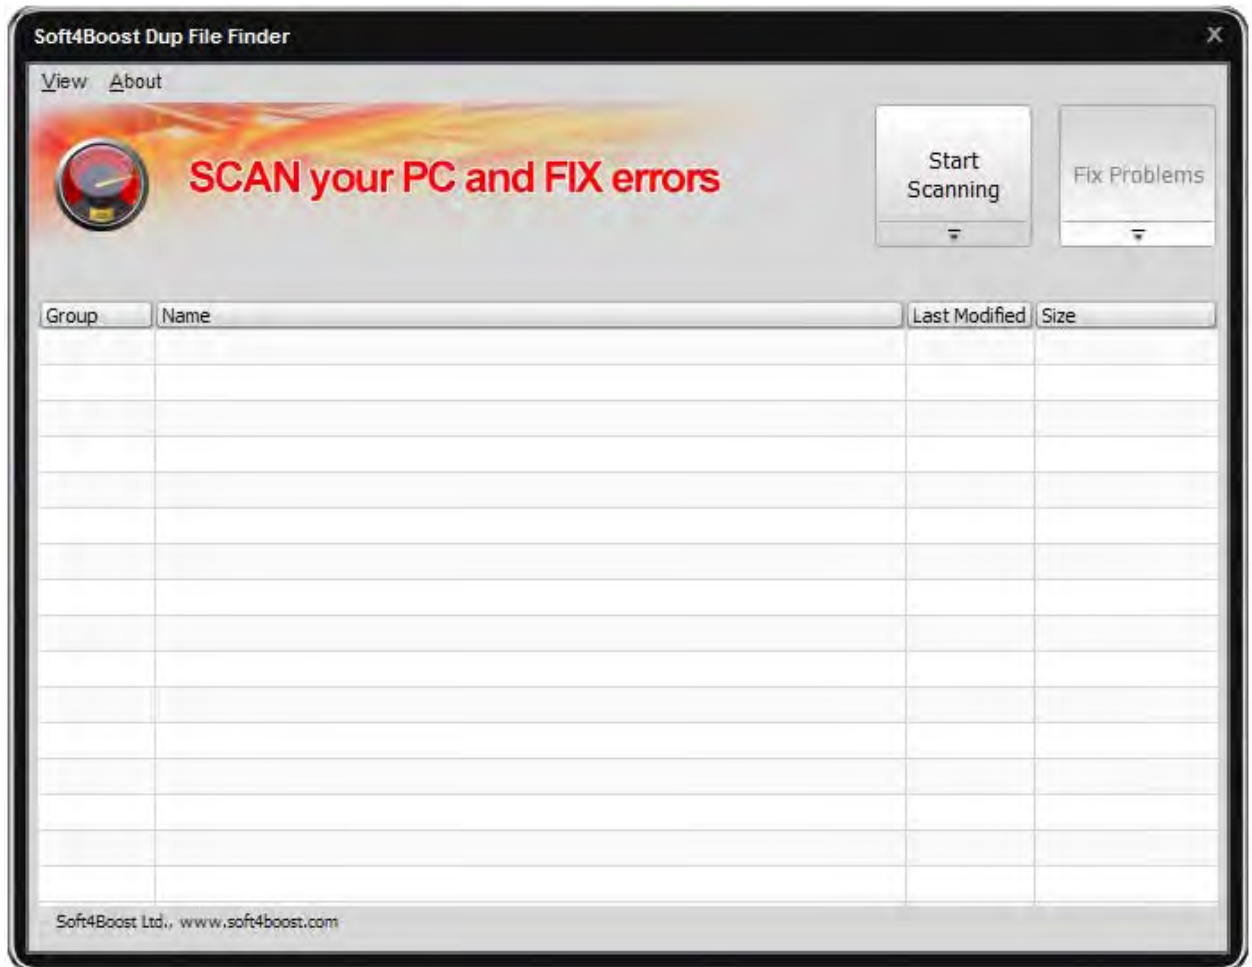 Soft4Boost Dup File Finder
X
View About
SCAN your PC and FIX errors
Start
Scanning
Fix Problems
Group Name Last Modified Size
Soft4Boost Ltd., www.soft4boost.com